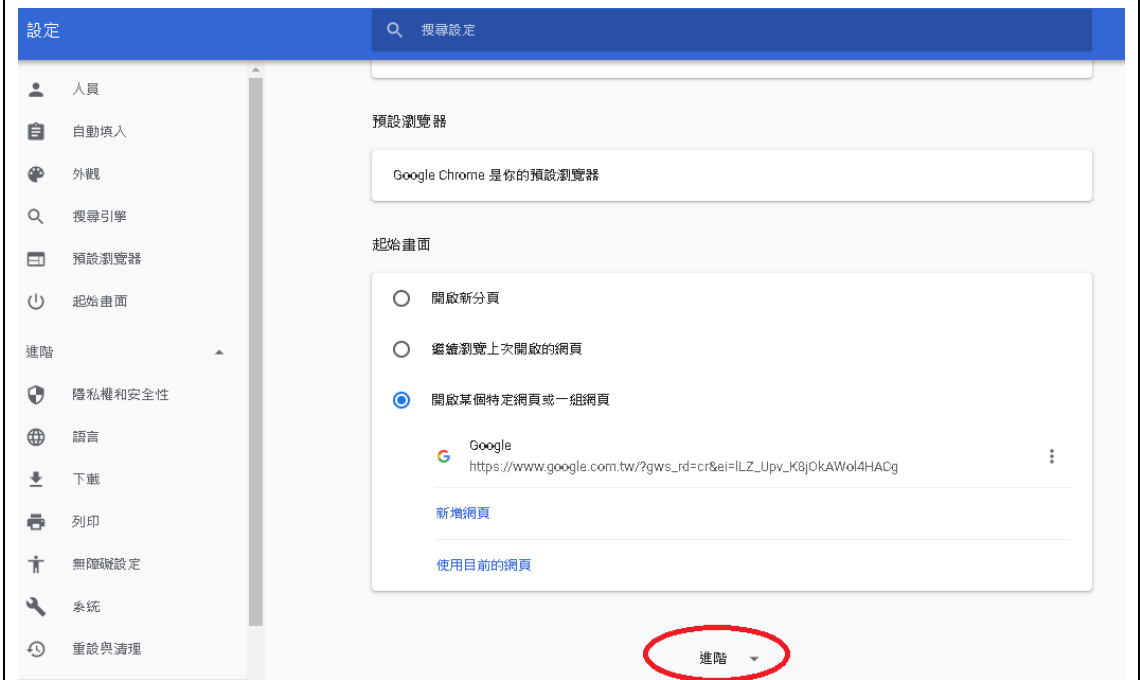 設定
搜尋設定
人員
自動填入
外觀
搜尋引擎
預設瀏覽器
起始畫面
進階
隱私權和安全性
語言
下載
列印
無障礙設定
系統
重設與清理
預設瀏覽器
Google Chrome 是你的預設瀏覽器
起始畫面
開啟新分頁
繼續瀏覽上次開啟的網頁
開啟某個特定網頁或一組網頁
Google
https://www.google.com.tw/?gws_rd=cr&ei=lLZ_Upv_K8jOkAWol4HACg
新增網頁
使用目前的網頁
進階